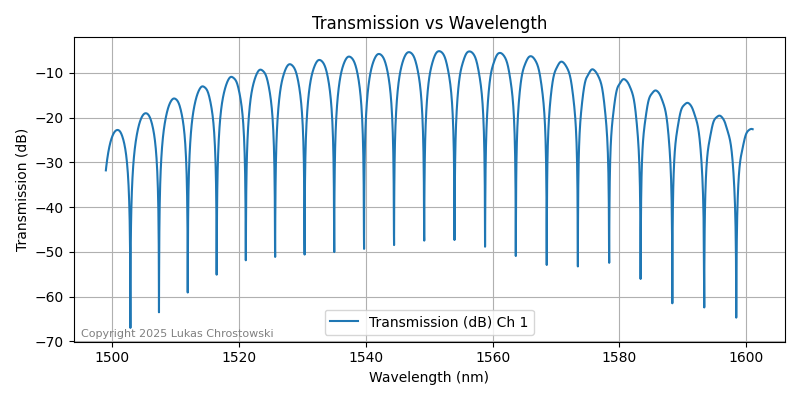 Transmission vs Wavelength
Transmission (dB)
−10
−20
−30
−40
−50
−60
−70
Copyright 2025 Lukas Chrostowski
Transmission (dB) Ch 1
1500 1520 1540 1560 1580 1600
Wavelength (nm)